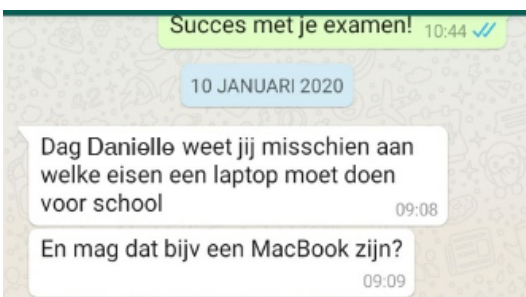 Succes met je examen! 10:44
10 JANUARI 2020
Dag Danielle weet jij misschien aan
welke eisen een laptop moet doen
voor school 09:08
En mag dat bijv een MacBook zijn?
09:09